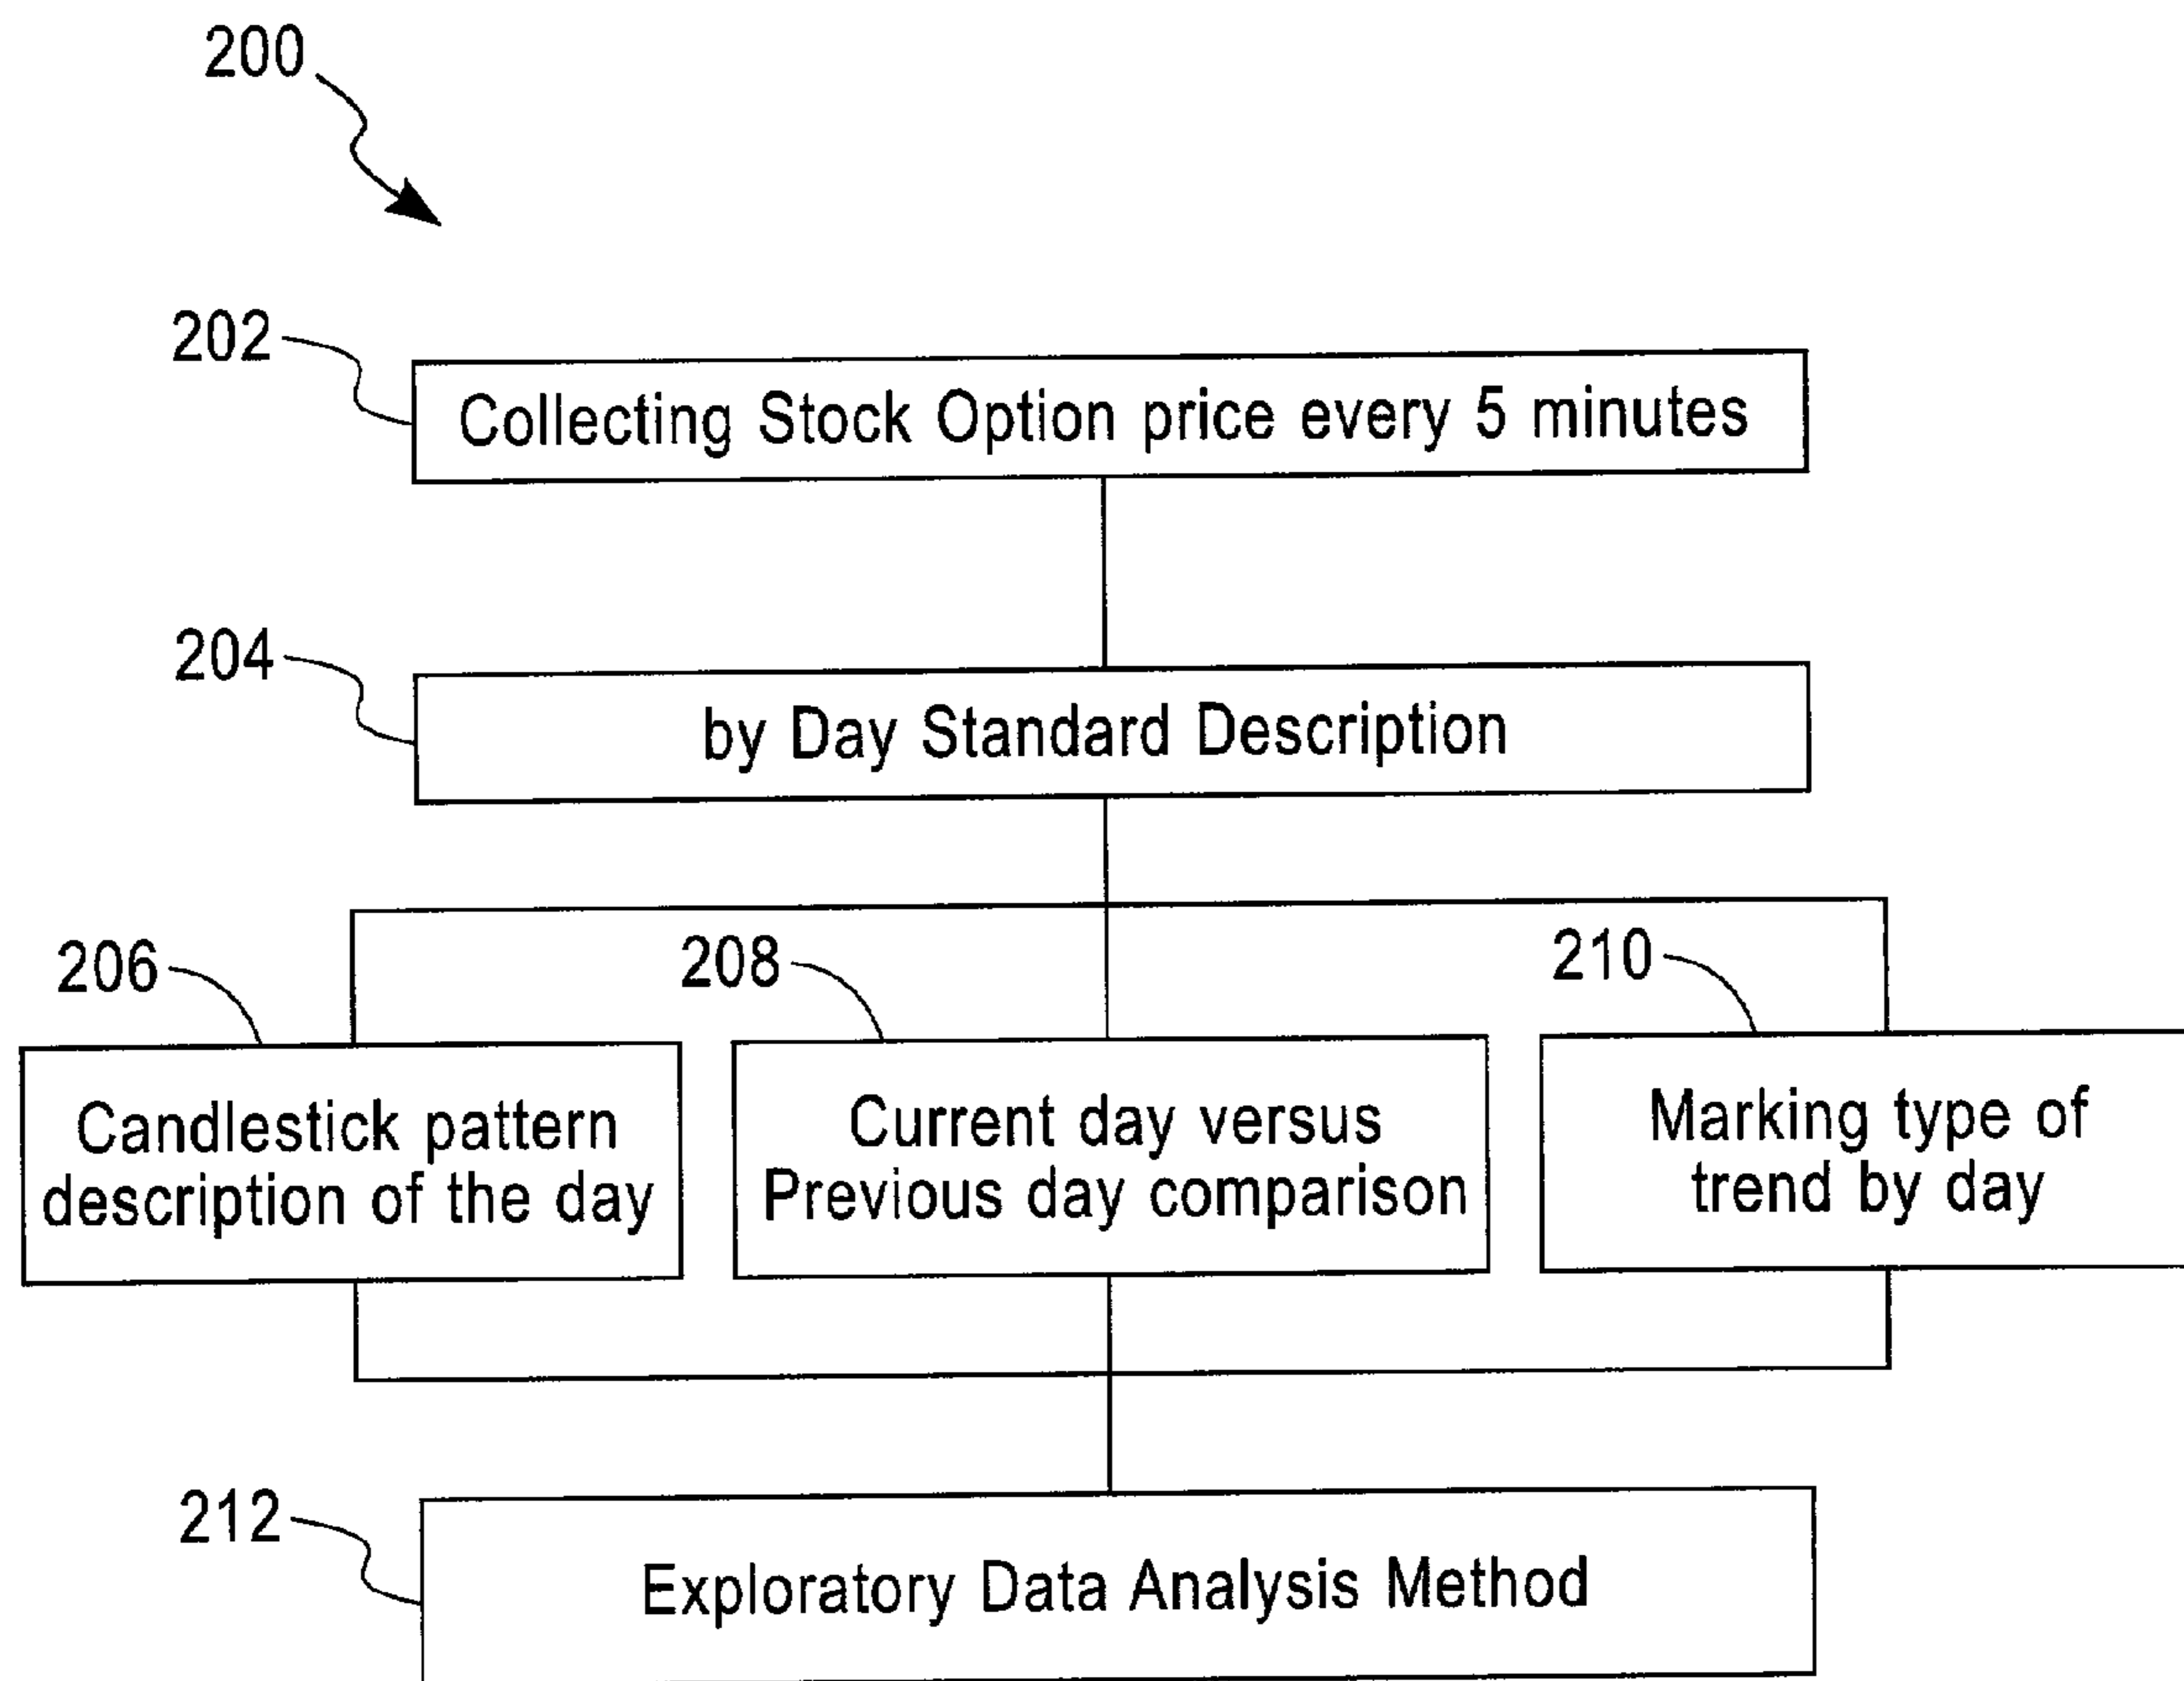 200
202
Collecting Stock Option price every 5 minutes
204
by Day Standard Description
206
208
210
Candlestick pattern
description of the day
Current day versus
Previous day comparison
Marking type of
trend by day
212
Exploratory Data Analysis Method